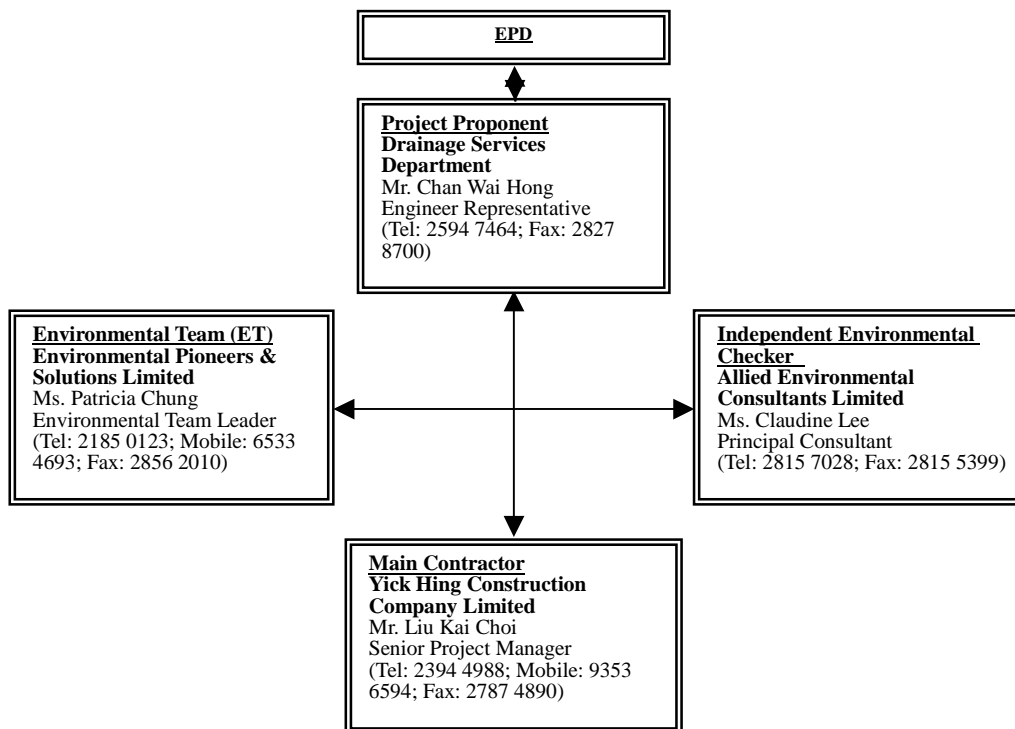 EPD
Project Proponent
Drainage Services
Department
Mr. Chan Wai Hong
Engineer Representative
(Tel: 2594 7464; Fax: 2827
8700)
Environmental Team (ET)
Environmental Pioneers &
Solutions Limited
Ms. Patricia Chung
Environmental Team Leader
(Tel: 2185 0123; Mobile: 6533
4693; Fax: 2856 2010)
Independent Environmental
Checker
Allied Environmental
Consultants Limited
Ms. Claudine Lee
Principal Consultant
(Tel: 2815 7028; Fax: 2815 5399)
Main Contractor
Yick Hing Construction
Company Limited
Mr. Liu Kai Choi
Senior Project Manager
(Tel: 2394 4988; Mobile: 9353
6594; Fax: 2787 4890)